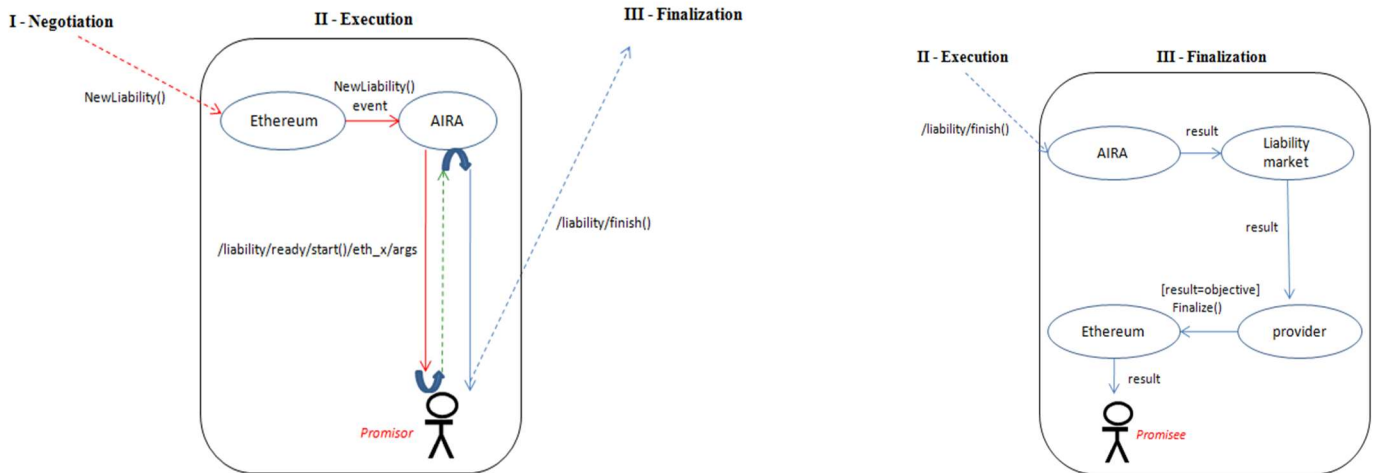 I - Negotiation
II - Execution
III - Finalization
NewLiability()
Ethereum
NewLiability()
event
AIRA
/liability/ready/start()/eth_x/args
/liability/finish()
Promisor
II - Execution
III - Finalization
/liability/finish()
AIRA
result
Liability
market
result
[result=objective]
Finalize()
Ethereum
provider
result
Promisee